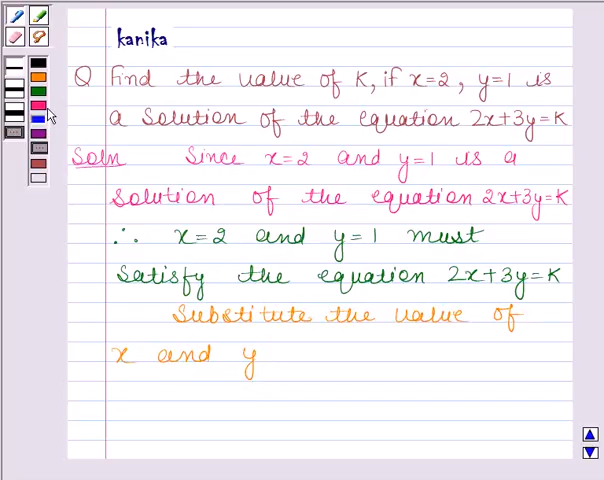 kanika
Q Find the value of K, if x=2, y=1 is
a solution of the equation 2x+3y=K
Soln Since x=2 and y=1 is a
solution of the equation 2x+3y=K
∴ x=2 and y=1 must
Satisfy the equation 2x+3y=K
Substitute the value of
x and y